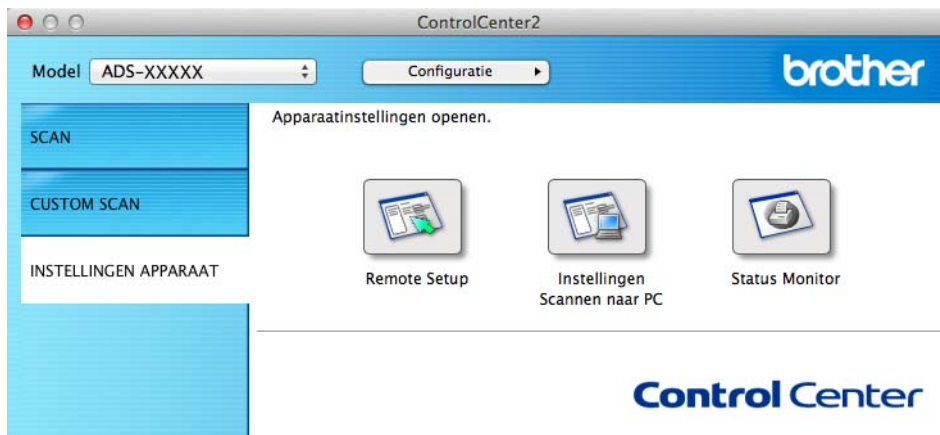 ControlCenter2
Model ADS-XXXXX Configuratie brother
Apparaatinstellingen openen.
SCAN
CUSTOM SCAN
INSTELLINGEN APPARAAT
Remote Setup
Instellingen
Scannen naar PC
Status Monitor
Control Center